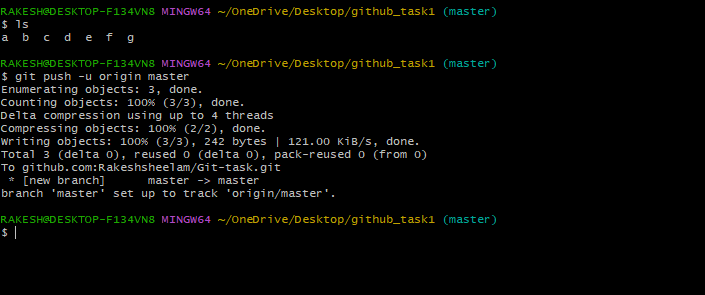 RAKESH@DESKTOP-F134VN8 MINGW64 ~/OneDrive/Desktop/github_task1 (master)
$ ls
a  b  c  d  e  f  g
RAKESH@DESKTOP-F134VN8 MINGW64 ~/OneDrive/Desktop/github_task1 (master)
$ git push -u origin master
Enumerating objects: 3, done.
Counting objects: 100% (3/3), done.
Delta compression using up to 4 threads
Compressing objects: 100% (2/2), done.
Writing objects: 100% (3/3), 242 bytes | 121.00 KiB/s, done.
Total 3 (delta 0), reused 0 (delta 0), pack-reused 0 (from 0)
To github.com:Rakeshsheelam/Git-task.git
 * [new branch]      master -> master
branch 'master' set up to track 'origin/master'.
RAKESH@DESKTOP-F134VN8 MINGW64 ~/OneDrive/Desktop/github_task1 (master)
$